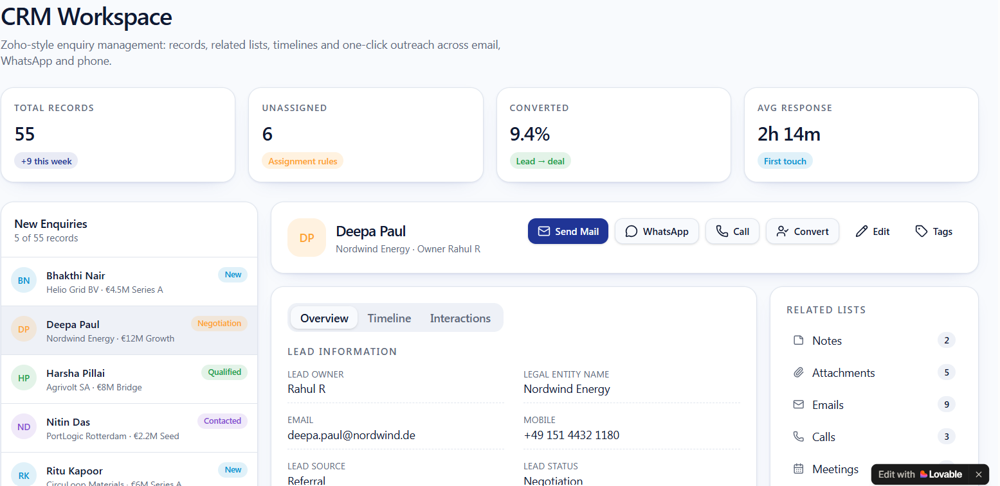 CRM Workspace
Zoho-style enquiry management: records, related lists, timelines and one-click outreach across email,
WhatsApp and phone.
TOTAL RECORDS
55
+9 this week
UNASSIGNED
6
Assignment rules
CONVERTED
9.4%
Lead → deal
AVG RESPONSE
2h 14m
First touch
New Enquiries
5 of 55 records
BN
Bhakthi Nair
New
Helio Grid BV · €4.5M Series A
DP
Deepa Paul
Negotiation
Nordwind Energy · €12M Growth
HP
Harsha Pillai
Qualified
Agrivolt SA · €8M Bridge
ND
Nitin Das
Contacted
PortLogic Rotterdam · €2.2M Seed
RK
Ritu Kapoor
New
CircuLoop Materials · €6M Series A
DP
Deepa Paul
Nordwind Energy · Owner Rahul R
Send Mail
WhatsApp
Call
Convert
Edit
Tags
Overview
Timeline
Interactions
LEAD INFORMATION
LEAD OWNER
Rahul R
LEGAL ENTITY NAME
Nordwind Energy
EMAIL
deepa.paul@nordwind.de
MOBILE
+49 151 4432 1180
LEAD SOURCE
Referral
LEAD STATUS
Negotiation
RELATED LISTS
Notes
2
Attachments
5
Emails
9
Calls
3
Meetings
Edit with Lovable